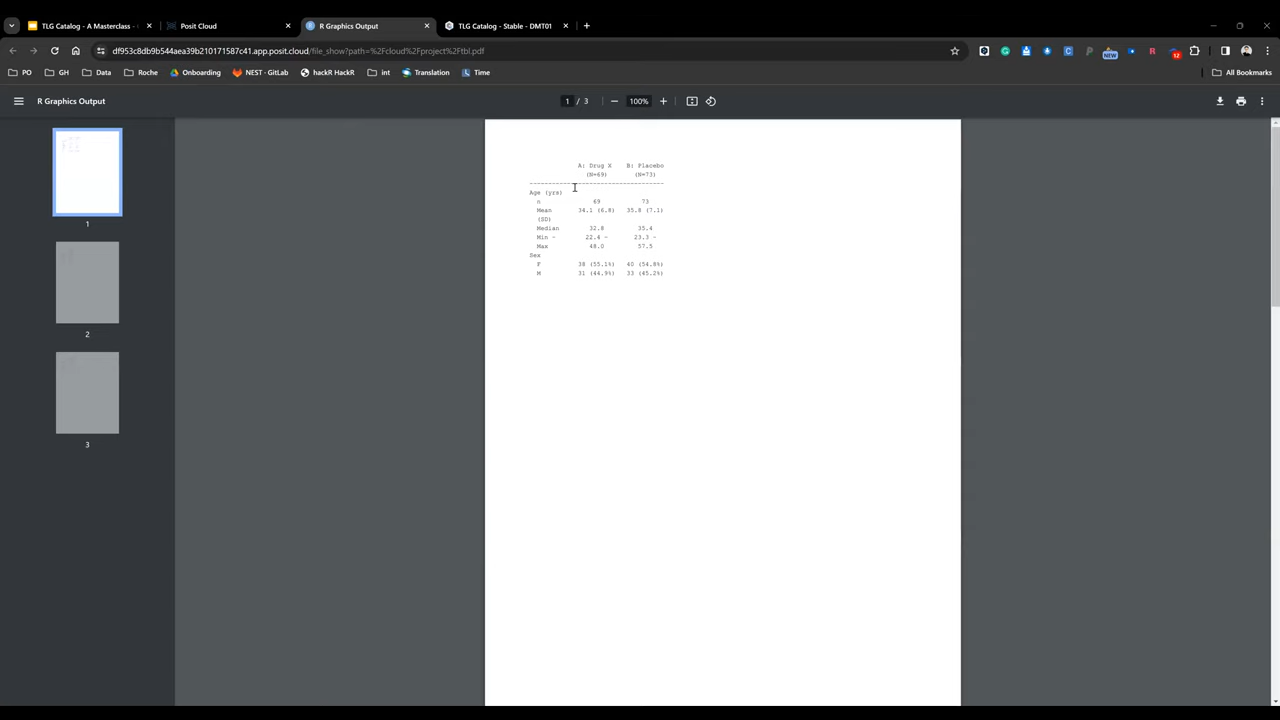 TLG Catalog - A Masterclass -
Posit Cloud
R Graphics Output
TLG Catalog - Stable - DMT01
df953c8db9b544aea39b210171587c41.app.posit.cloud/file_show?path=%2Fcloud%2Fproject%2Ftbl.pdf
NEW
R
12
PO
GH
Data
Roche
Onboarding
NEST · GitLab
hackR HackR
int
Translation
Time
All Bookmarks
R Graphics Output
1 / 3
100%
1
2
3
A: Drug X B: Placebo
(N=69) (N=73)
Age (yrs)
n 69 73
Mean 34.1 (6.8) 35.8 (7.1)
(SD)
Median 32.8 35.4
Min - 22.4 - 23.3 -
Max 48.0 57.5
Sex
F 38 (55.1%) 40 (54.8%)
M 31 (44.9%) 33 (45.2%)